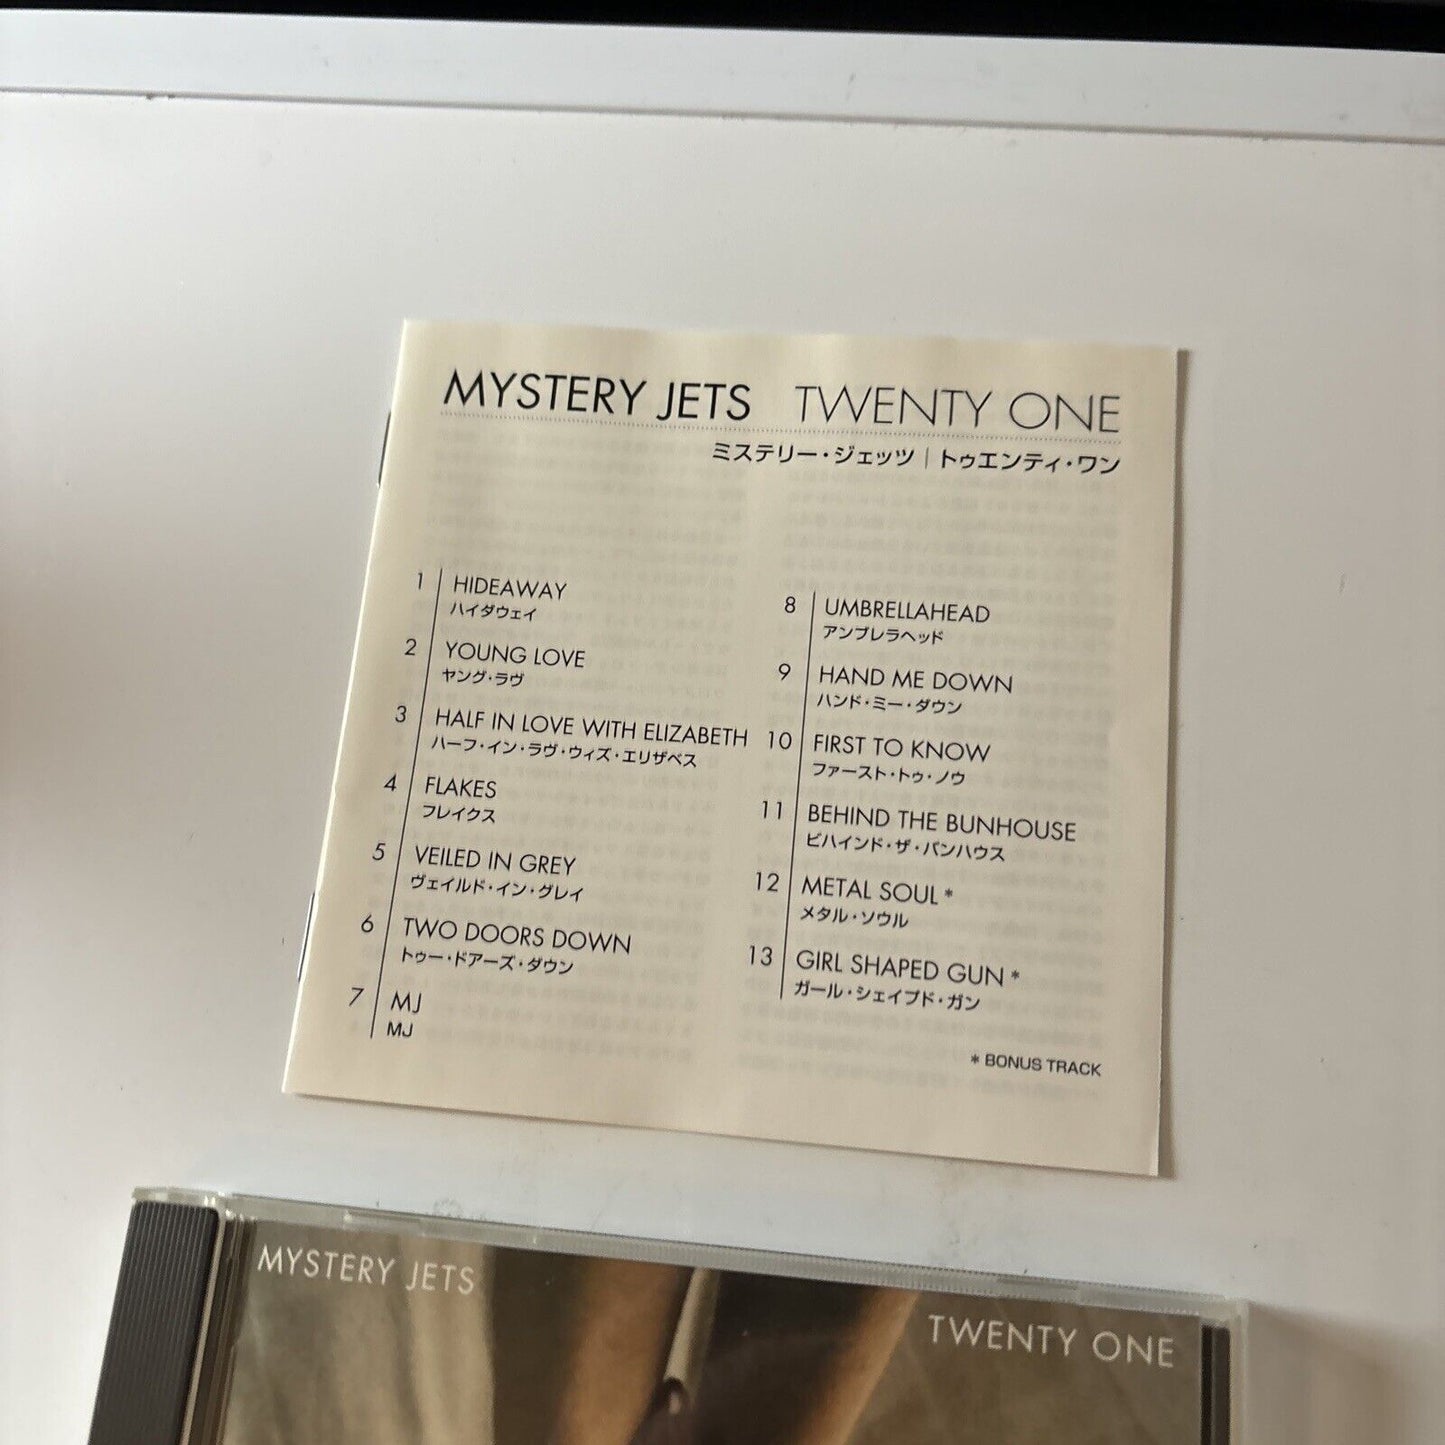 MYSTERY JETS TWENTY ONE
ミステリー・ジェッツ｜トゥエンティ・ワン
1 HIDEAWAY
ハイダウェイ
2 YOUNG LOVE
ヤング・ラヴ
3 HALF IN LOVE WITH ELIZABETH
ハーフ・イン・ラヴ・ウィズ・エリザベス
4 FLAKES
フレイクス
5 VEILED IN GREY
ヴェイルド・イン・グレイ
6 TWO DOORS DOWN
トゥー・ドアーズ・ダウン
7 MJ
MJ
8 UMBRELLAHEAD
アンブレラヘッド
9 HAND ME DOWN
ハンド・ミー・ダウン
10 FIRST TO KNOW
ファースト・トゥ・ノウ
11 BEHIND THE BUNHOUSE
ビハインド・ザ・バンハウス
12 METAL SOUL *
メタル・ソウル
13 GIRL SHAPED GUN *
ガール・シェイプド・ガン
* BONUS TRACK
MYSTERY JETS
TWENTY ONE